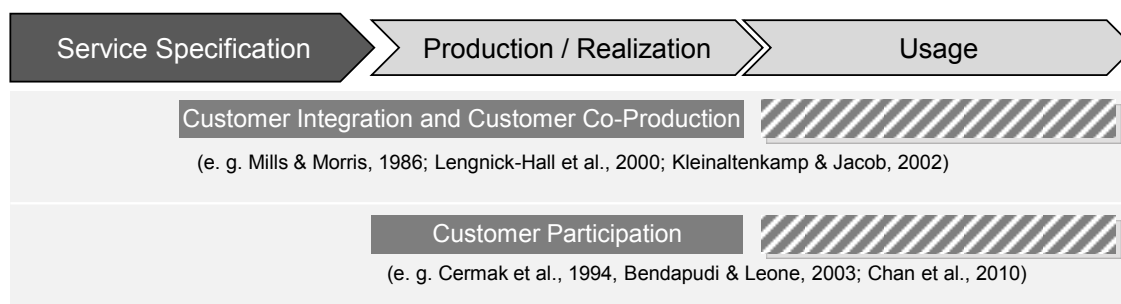 Service Specification
Production / Realization
Usage
Customer Integration and Customer Co-Production
(e. g. Mills & Morris, 1986; Lengnick-Hall et al., 2000; Kleinaltenkamp & Jacob, 2002)
Customer Participation
(e. g. Cermak et al., 1994, Bendapudi & Leone, 2003; Chan et al., 2010)